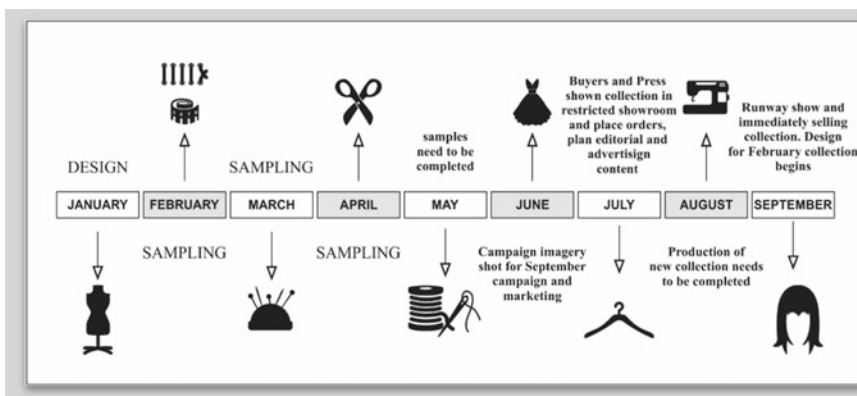 DESIGN
SAMPLING
samples
need to be
completed
Buyers and Press
shown collection in
restricted showroom
and place orders,
plan editorial and
advertisign
content
Runway show and
immediately selling
collection. Design
for February collection
begins
JANUARY
FEBRUARY
MARCH
APRIL
MAY
JUNE
JULY
AUGUST
SEPTEMBER
SAMPLING
SAMPLING
Campaign imagery
shot for September
campaign and
marketing
Production of
new collection needs
to be completed